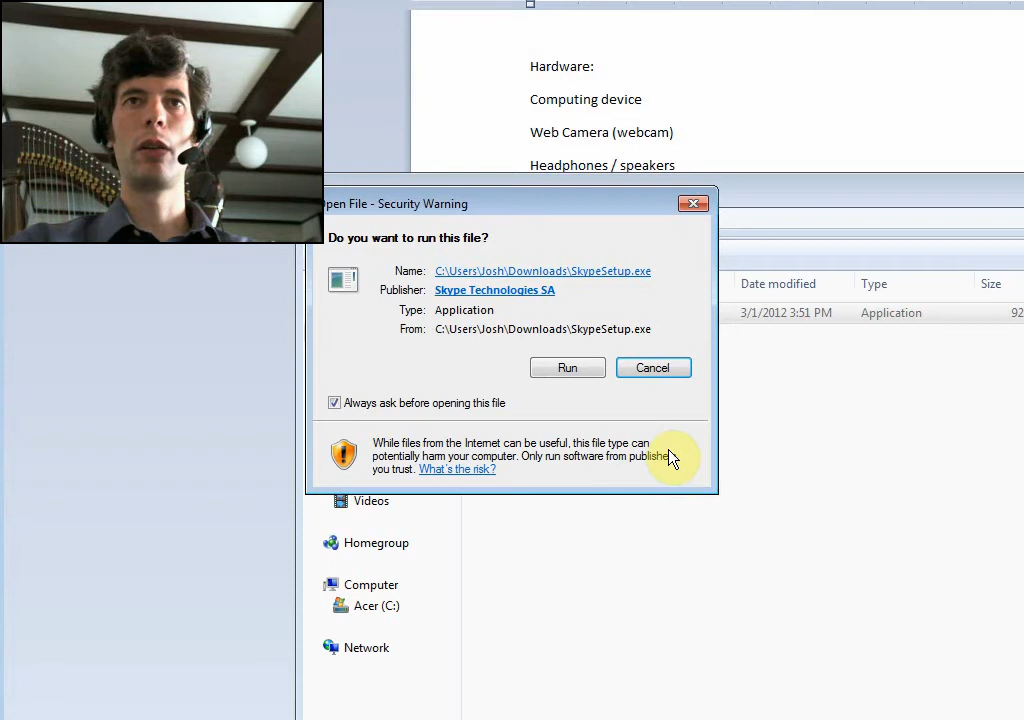 Hardware:
Computing device
Web Camera (webcam)
Headphones / speakers
Open File - Security Warning
Do you want to run this file?
Name: C:\Users\Josh\Downloads\SkypeSetup.exe
Publisher: Skype Technologies SA
Type: Application
From: C:\Users\Josh\Downloads\SkypeSetup.exe
Run Cancel
Always ask before opening this file
While files from the Internet can be useful, this file type can
potentially harm your computer. Only run software from publishers
you trust. What's the risk?
Date modified Type Size
3/1/2012 3:51 PM Application 92
Videos
Homegroup
Computer
Acer (C:)
Network